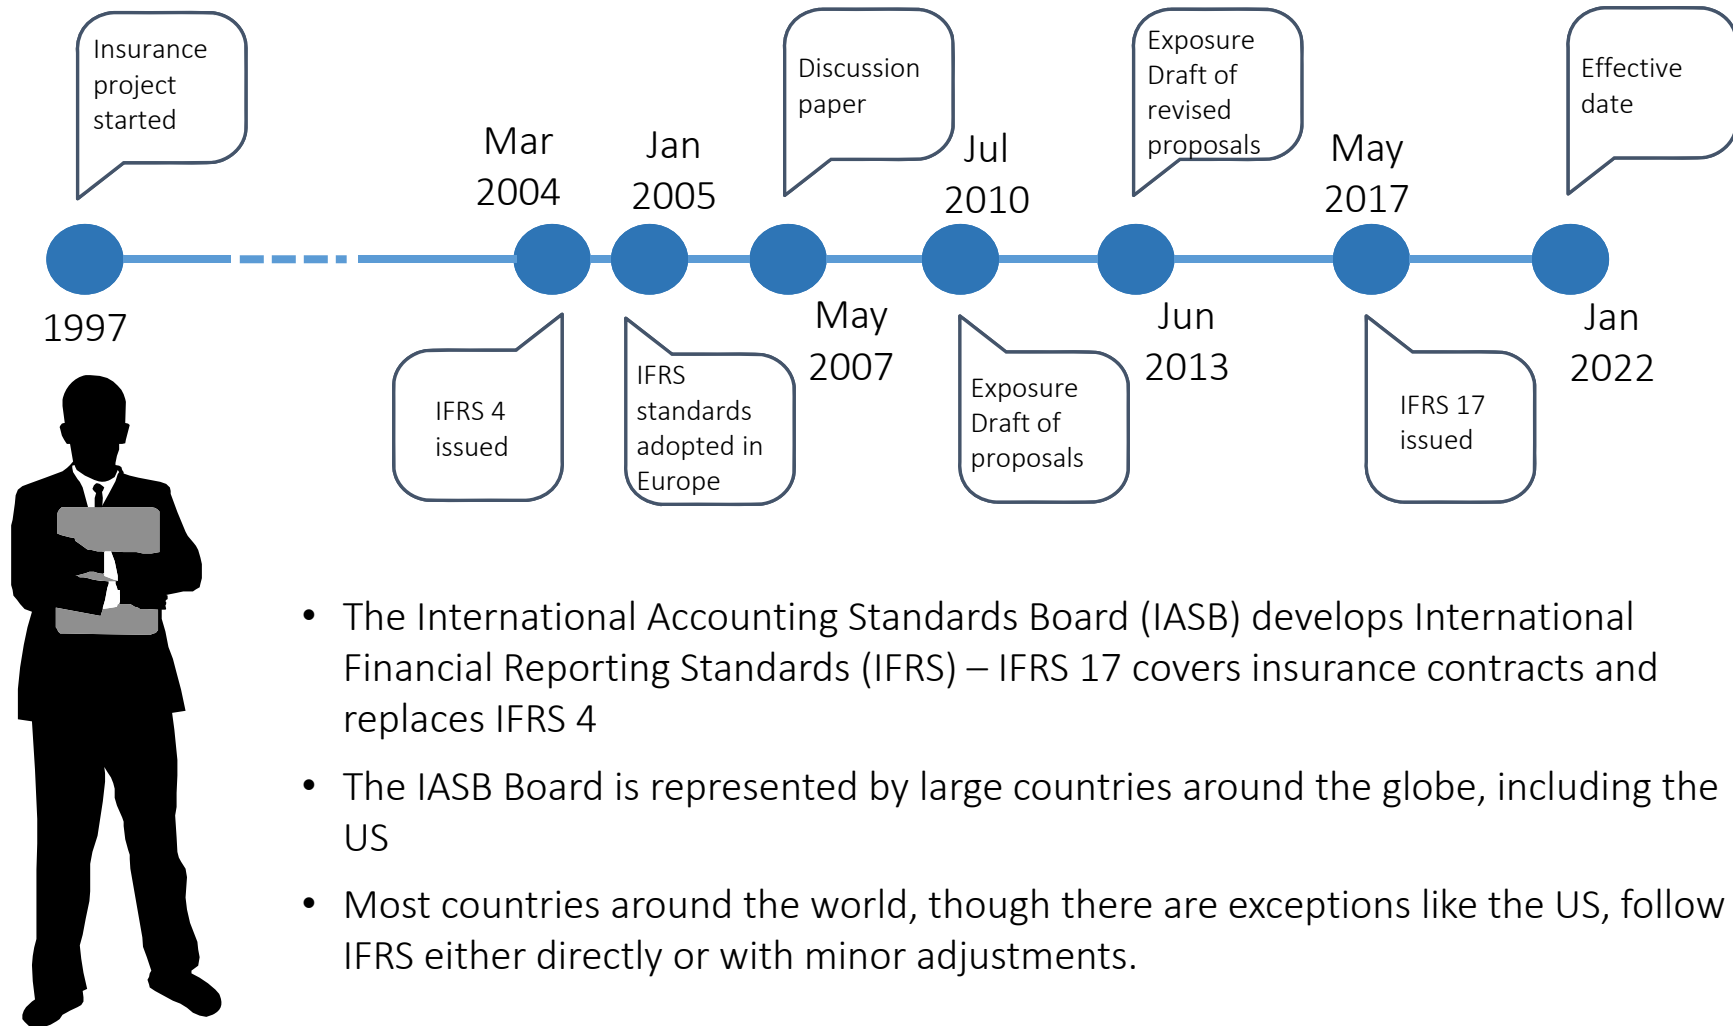 Insurance
project
started
1997
Mar
2004
IFRS 4
issued
Jan
2005
IFRS
standards
adopted in
Europe
Discussion
paper
May
2007
Jul
2010
Exposure
Draft of
proposals
Exposure
Draft of
revised
proposals
Jun
2013
May
2017
IFRS 17
issued
Effective
date
Jan
2022
• The International Accounting Standards Board (IASB) develops International
Financial Reporting Standards (IFRS) – IFRS 17 covers insurance contracts and
replaces IFRS 4
• The IASB Board is represented by large countries around the globe, including the
US
• Most countries around the world, though there are exceptions like the US, follow
IFRS either directly or with minor adjustments.